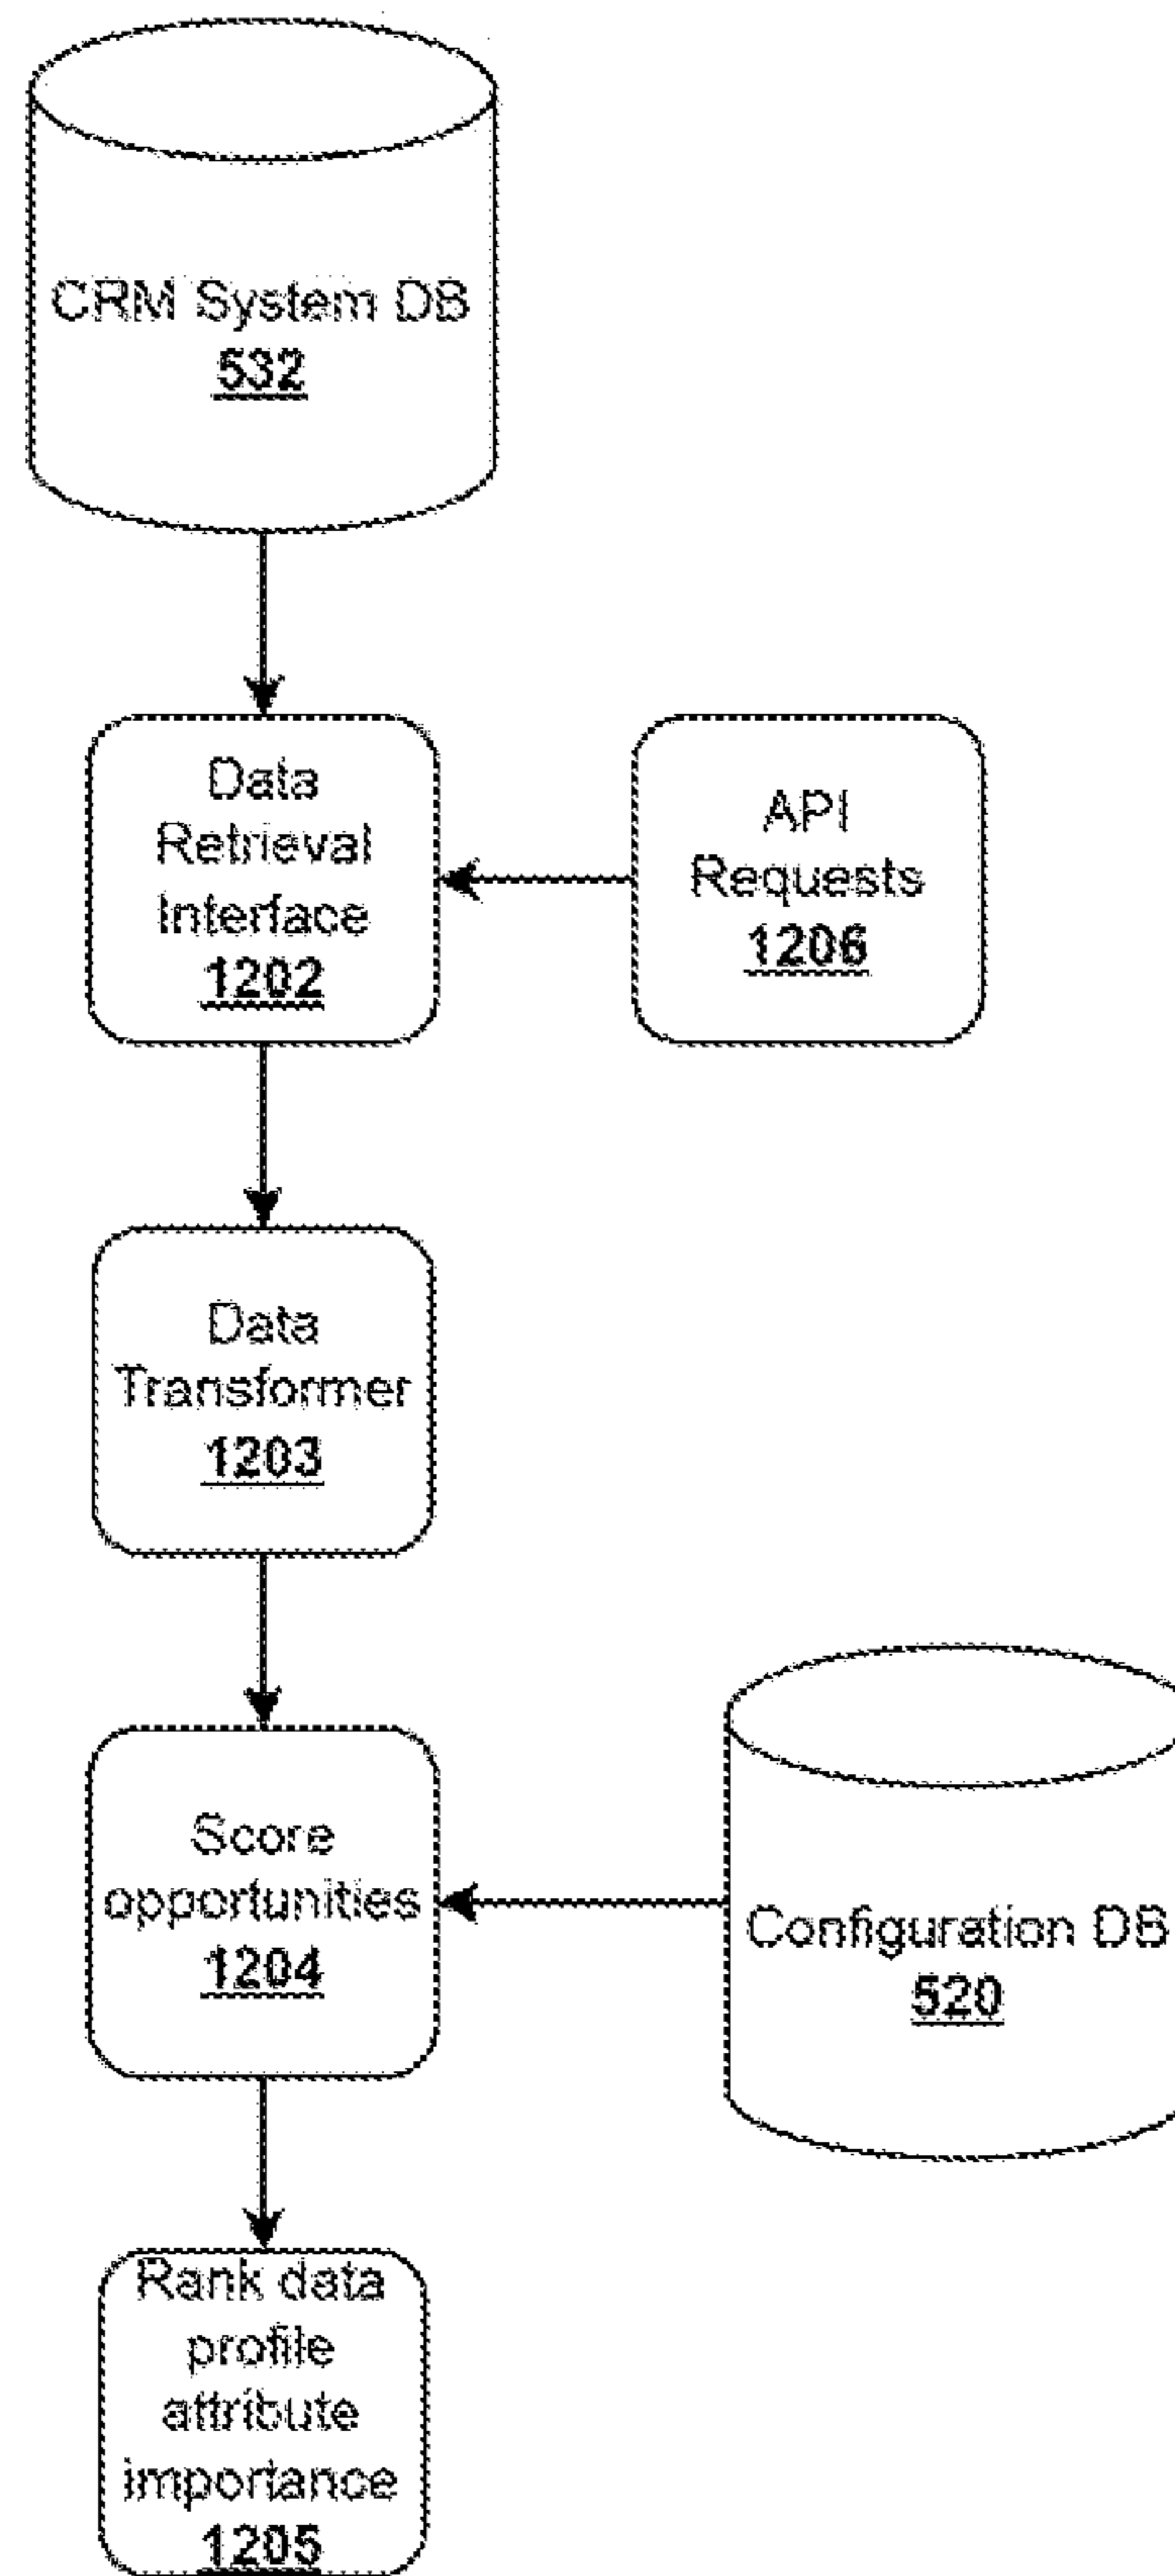 CRM System DB
532
Data
Retrieval
Interface
1202
API
Requests
1206
Data
Transformer
1203
Score
opportunities
1204
Configuration DB
520
Rank data
profile
attribute
importance
1205